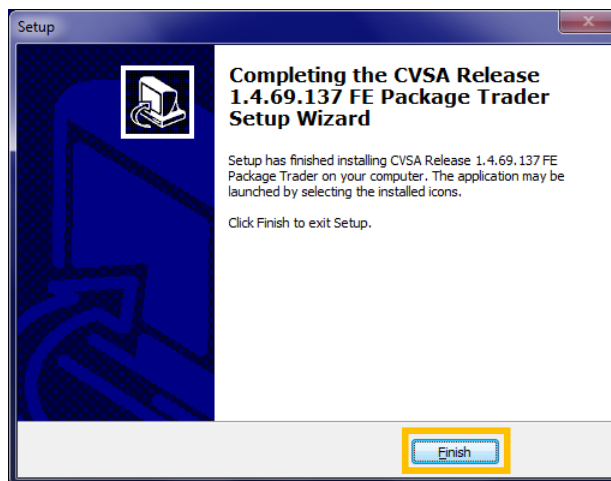 Setup
Completing the CVSA Release
1.4.69.137 FE Package Trader
Setup Wizard
Setup has finished installing CVSA Release 1.4.69.137 FE
Package Trader on your computer. The application may be
launched by selecting the installed icons.
Click Finish to exit Setup.
Finish